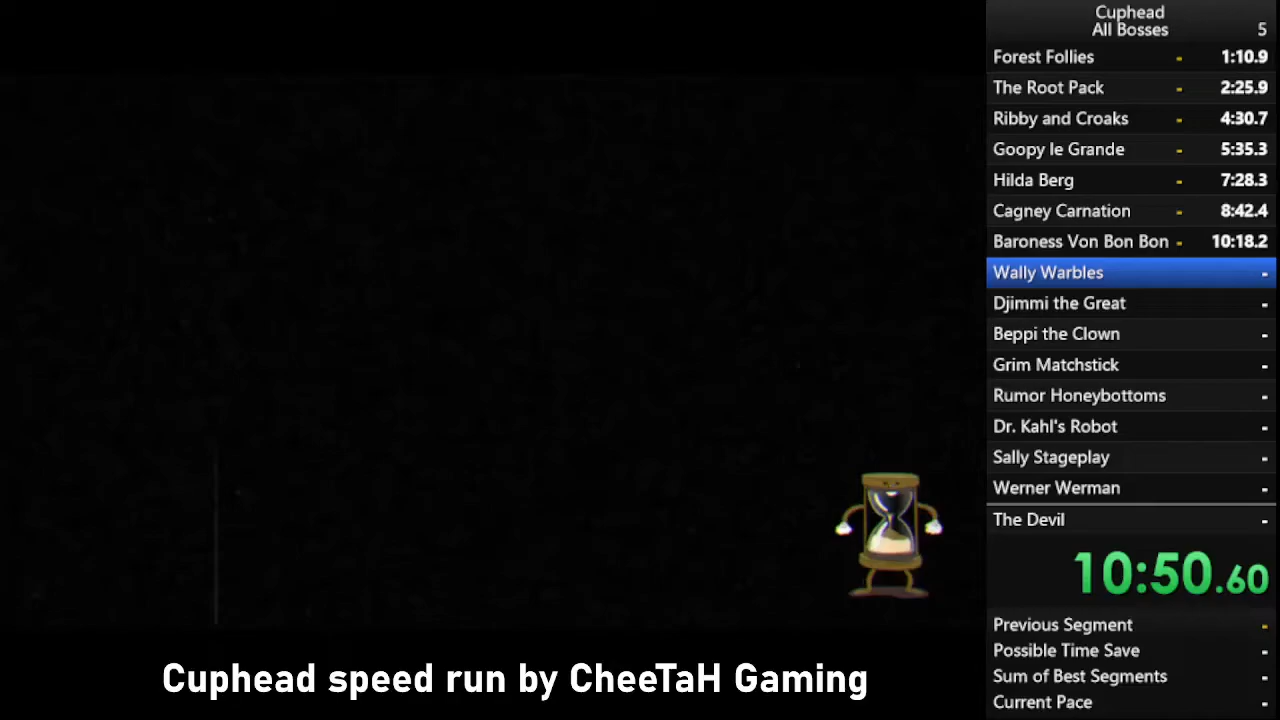 Cuphead
All Bosses 5
Forest Follies - 1:10.9
The Root Pack - 2:25.9
Ribby and Croaks - 4:30.7
Goopy le Grande - 5:35.3
Hilda Berg - 7:28.3
Cagney Carnation - 8:42.4
Baroness Von Bon Bon - 10:18.2
Wally Warbles -
Djimmi the Great -
Beppi the Clown -
Grim Matchstick -
Rumor Honeybottoms -
Dr. Kahl's Robot -
Sally Stageplay -
Werner Werman -
The Devil -
10:50.60
Previous Segment -
Possible Time Save -
Sum of Best Segments -
Current Pace -
Cuphead speed run by CheeTaH Gaming